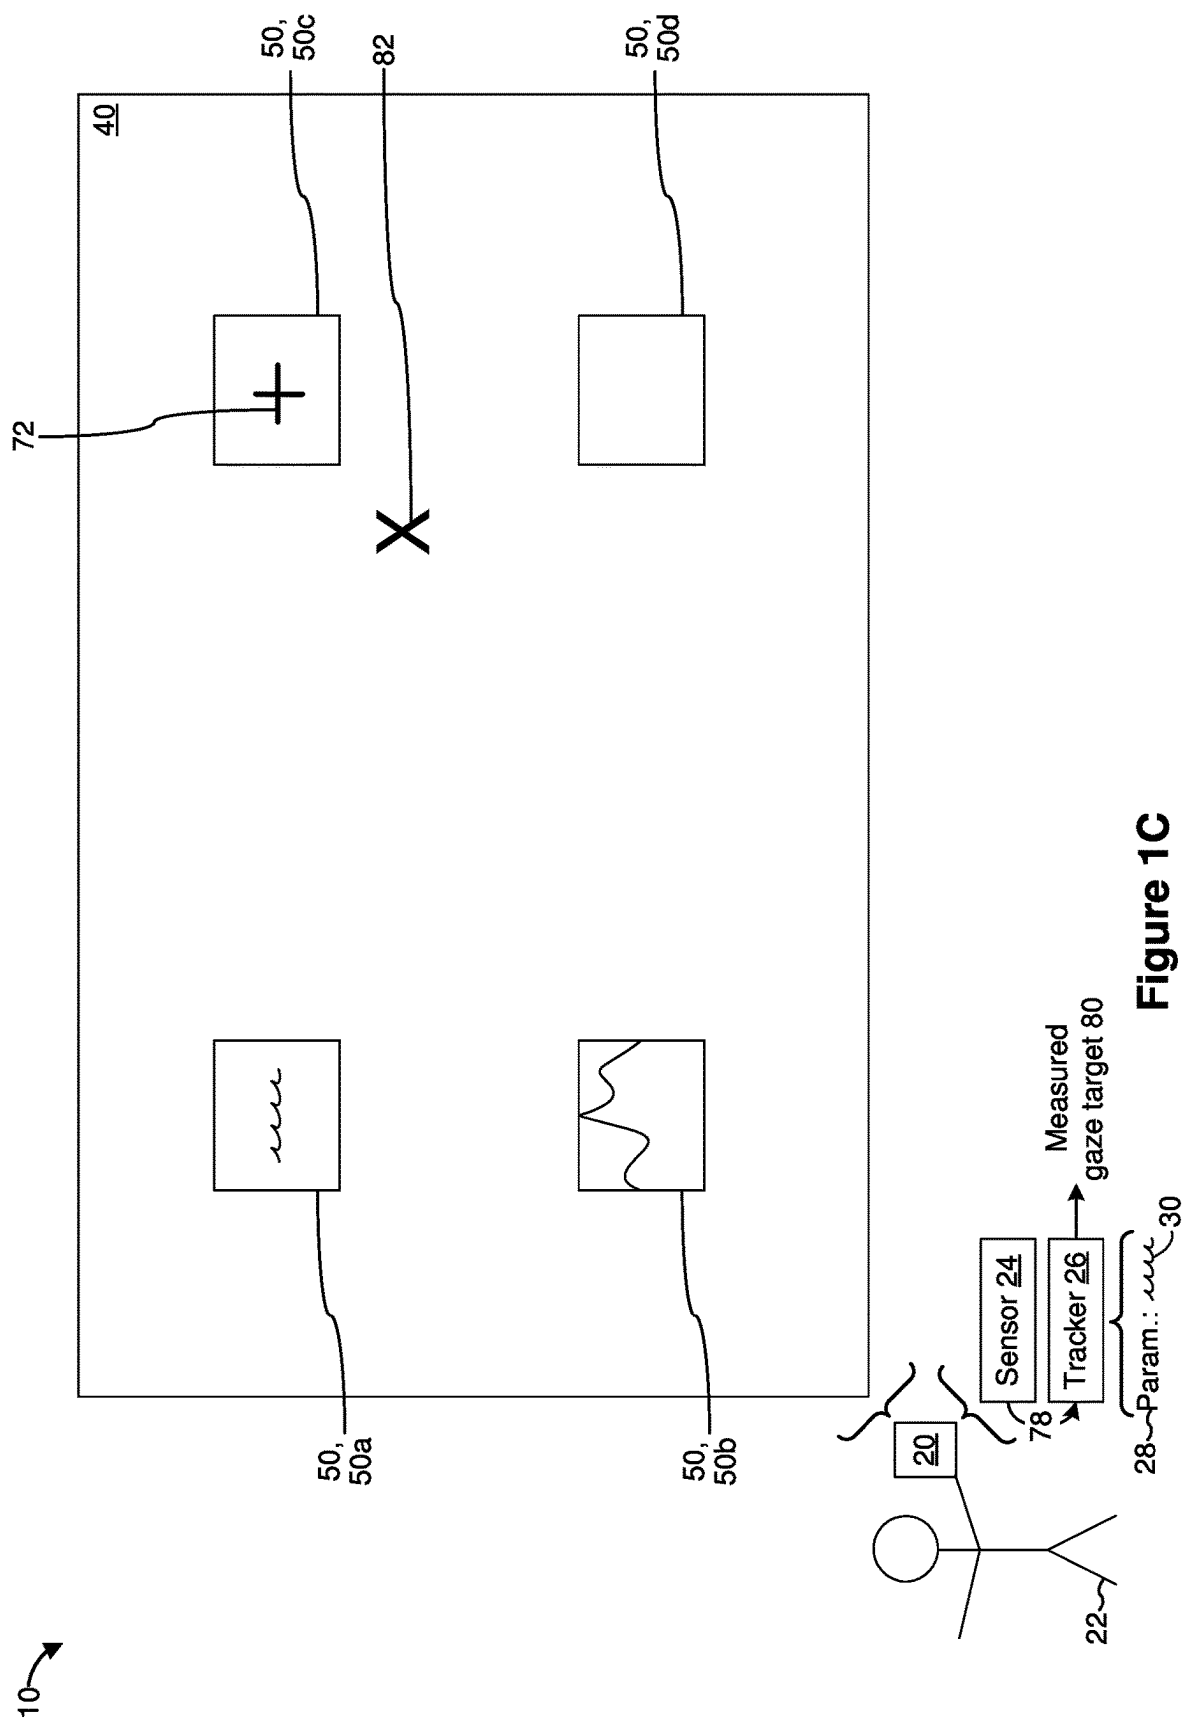 10
40
72
50,
50c
82
50,
50d
50,
50a
50,
50b
20
22
Sensor 24
78
Tracker 26
Measured
gaze target 80
28
Param.:
30
Figure 1C